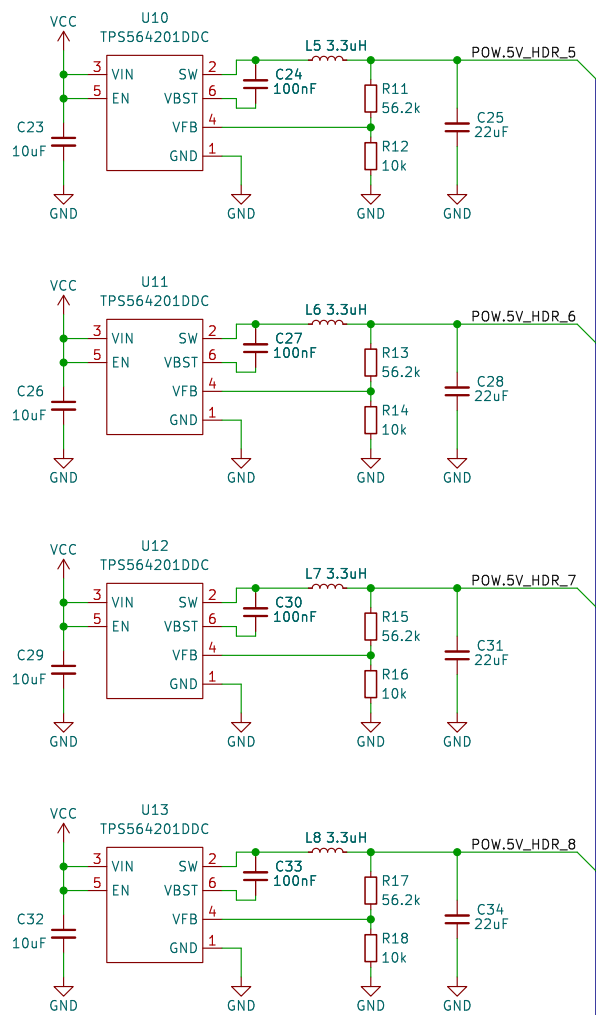 VCC
U10
TPS564201DDC
3 VIN SW 2
5 EN VBST 6
VFB 4
GND 1
C23
10uF
C24
100nF
L5 3.3uH
R11
56.2k
R12
10k
C25
22uF
POW.5V_HDR_5
GND
GND
GND
GND
VCC
U11
TPS564201DDC
3 VIN SW 2
5 EN VBST 6
VFB 4
GND 1
C26
10uF
C27
100nF
L6 3.3uH
R13
56.2k
R14
10k
C28
22uF
POW.5V_HDR_6
GND
GND
GND
GND
VCC
U12
TPS564201DDC
3 VIN SW 2
5 EN VBST 6
VFB 4
GND 1
C29
10uF
C30
100nF
L7 3.3uH
R15
56.2k
R16
10k
C31
22uF
POW.5V_HDR_7
GND
GND
GND
GND
VCC
U13
TPS564201DDC
3 VIN SW 2
5 EN VBST 6
VFB 4
GND 1
C32
10uF
C33
100nF
L8 3.3uH
R17
56.2k
R18
10k
C34
22uF
POW.5V_HDR_8
GND
GND
GND
GND